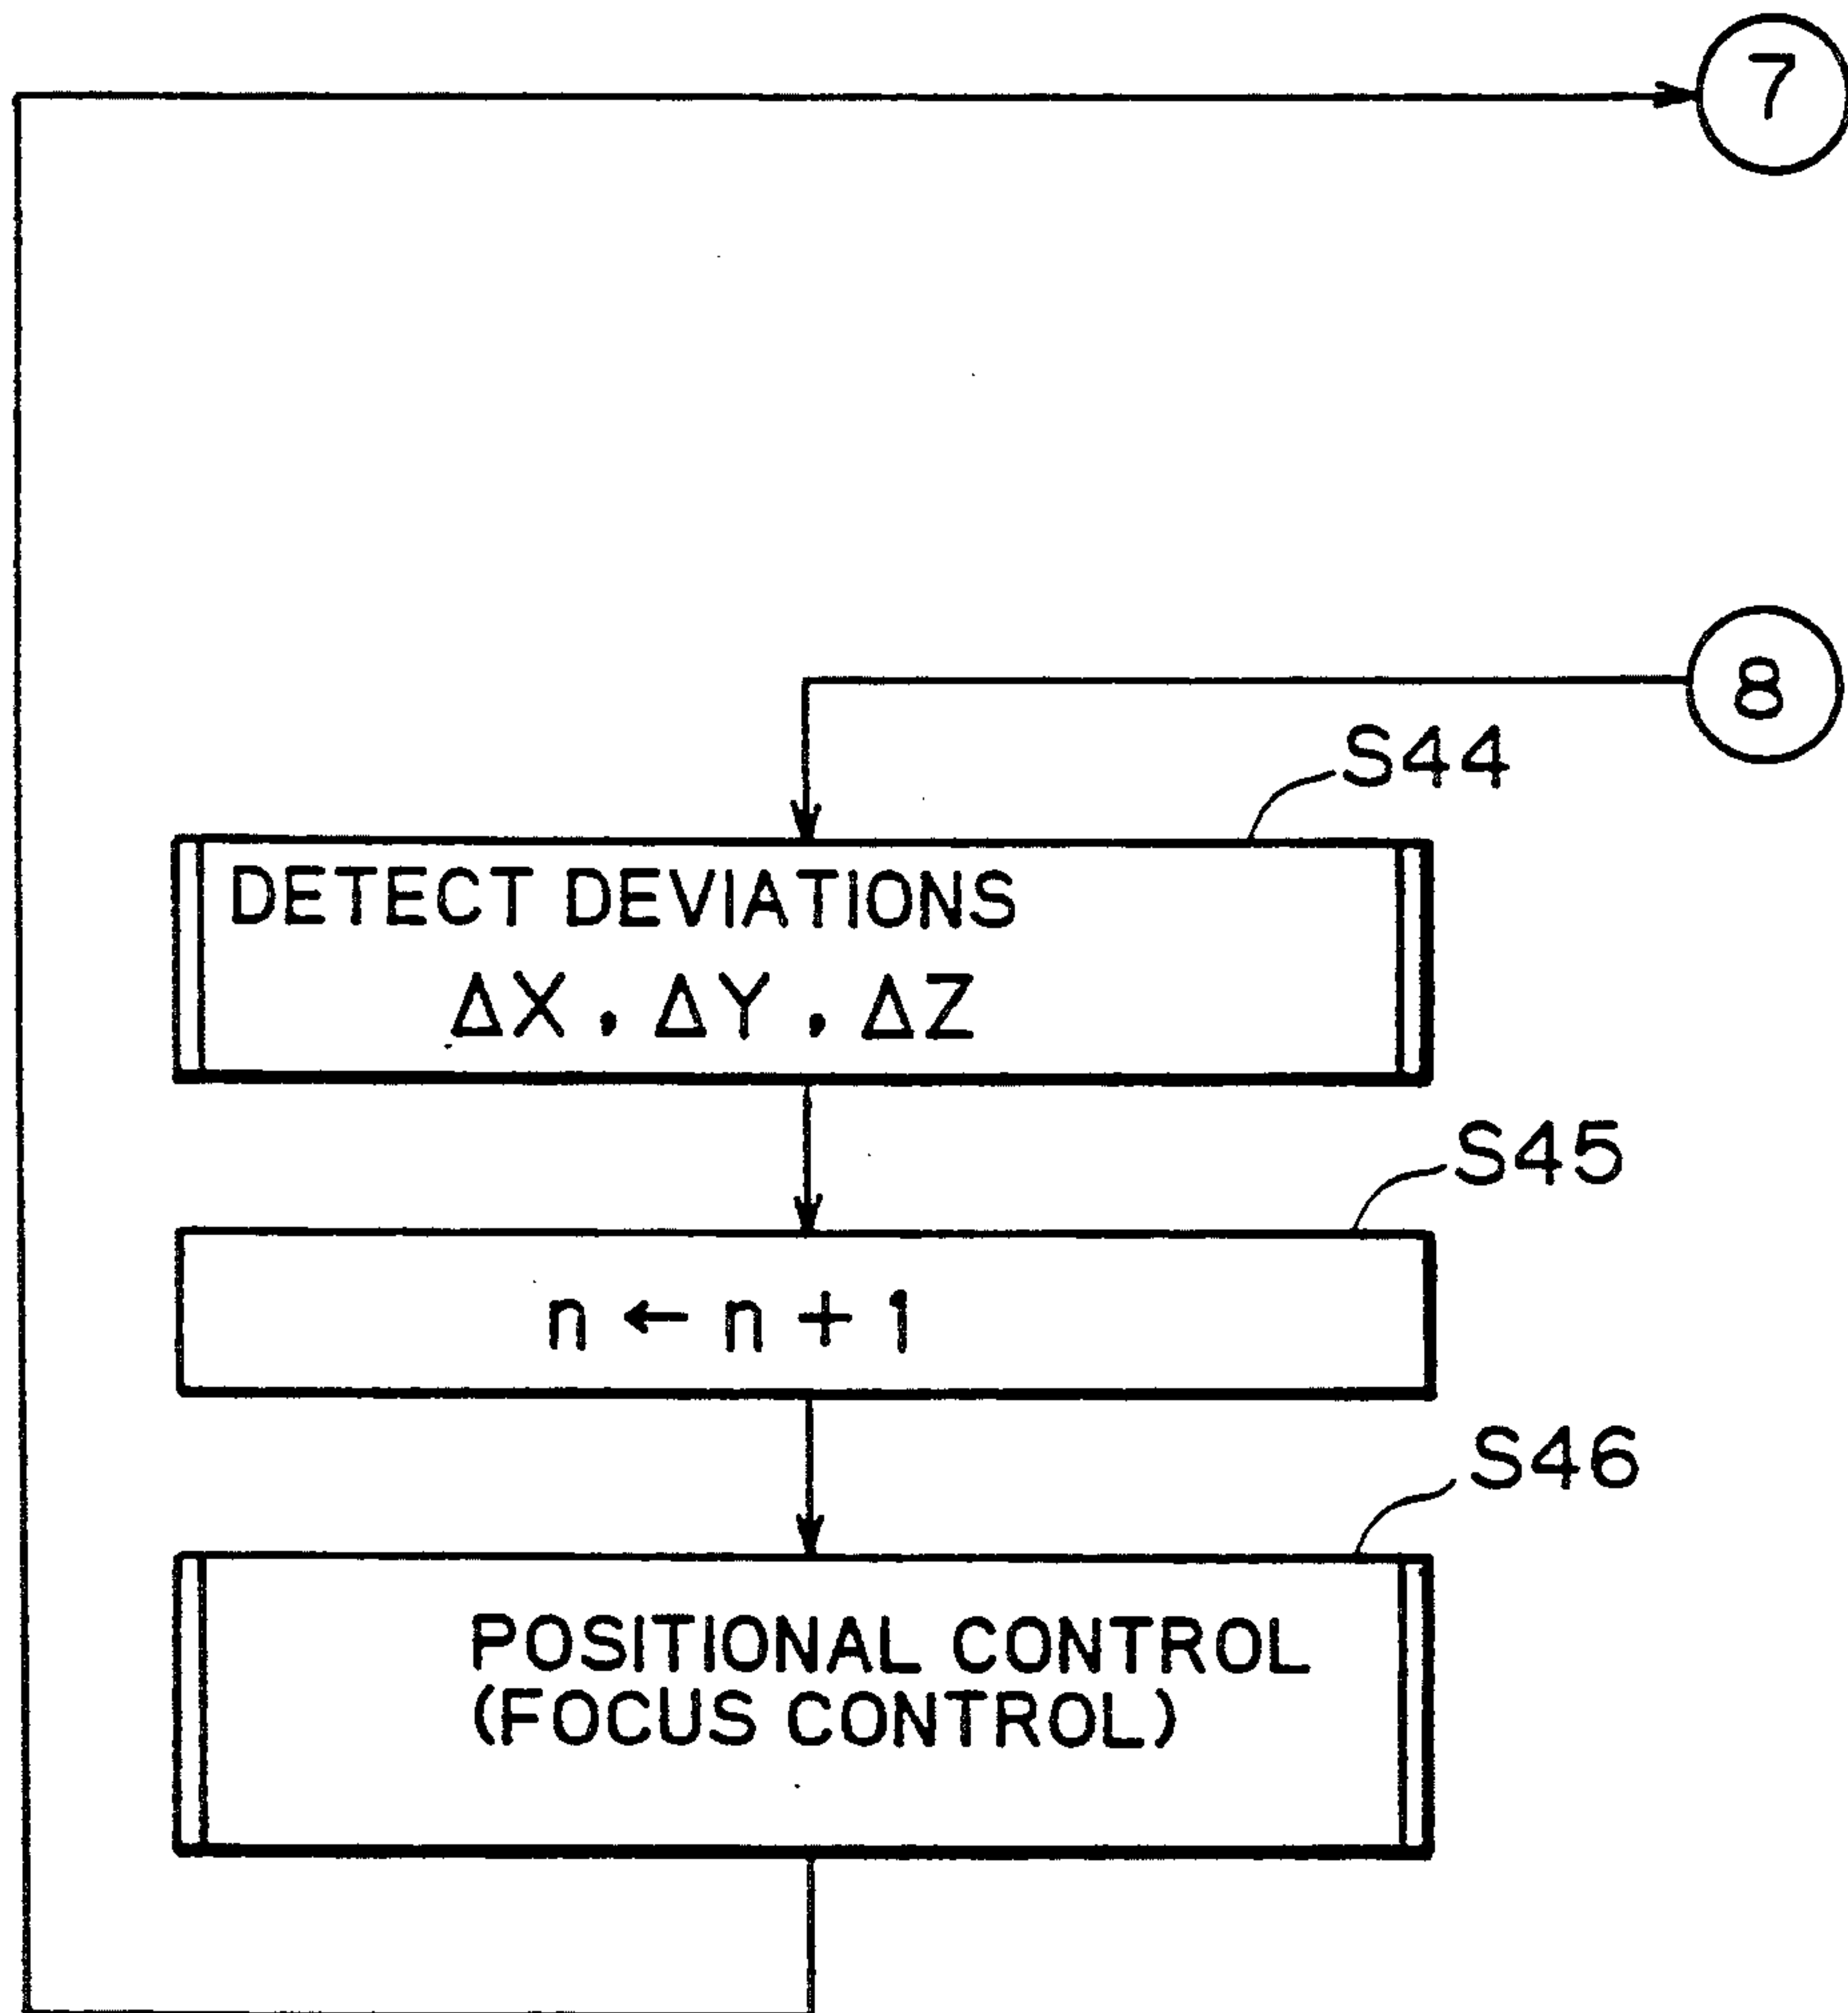 7
8
S44
DETECT DEVIATIONS
ΔX, ΔY, ΔZ
S45
n ← n + 1
S46
POSITIONAL CONTROL
(FOCUS CONTROL)